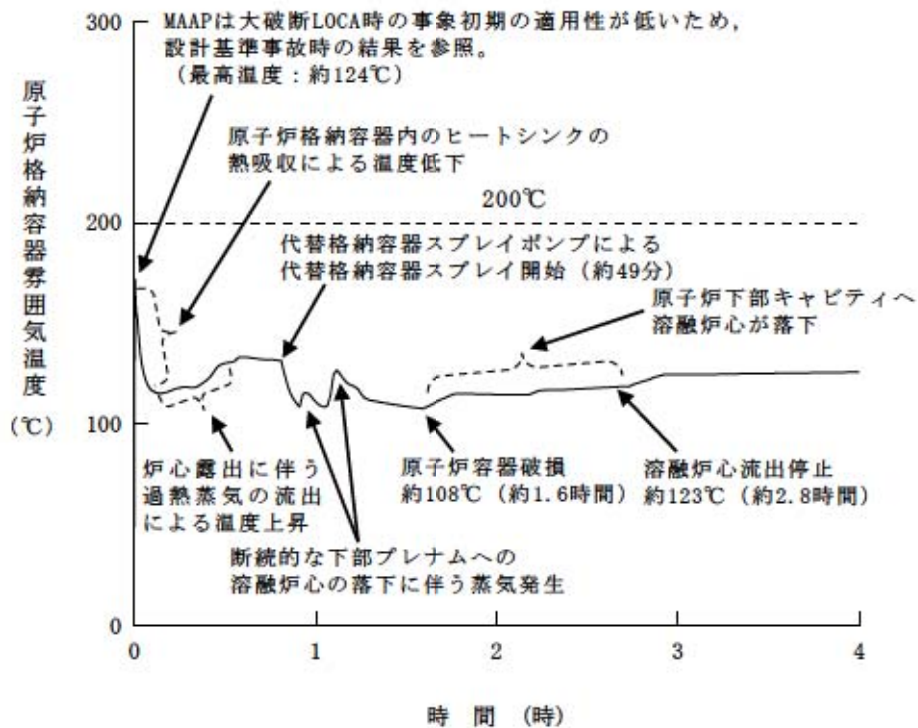 MAAPは大破断LOCA時の事象初期の適用性が低いため，
設計基準事故時の結果を参照。
（最高温度：約124℃）
原子炉格納容器内のヒートシンクの
熱吸収による温度低下
200℃
代替格納容器スプレイポンプによる
代替格納容器スプレイ開始（約49分）
原子炉下部キャビティへ
溶融炉心が落下
炉心露出に伴う
過熱蒸気の流出
による温度上昇
原子炉容器破損
約108℃（約1.6時間）
溶融炉心流出停止
約123℃（約2.8時間）
断続的な下部プレナムへの
溶融炉心の落下に伴う蒸気発生
原子炉格納容器雰囲気温度
(℃)
300
200
100
0
0 1 2 3 4
時 間 (時)